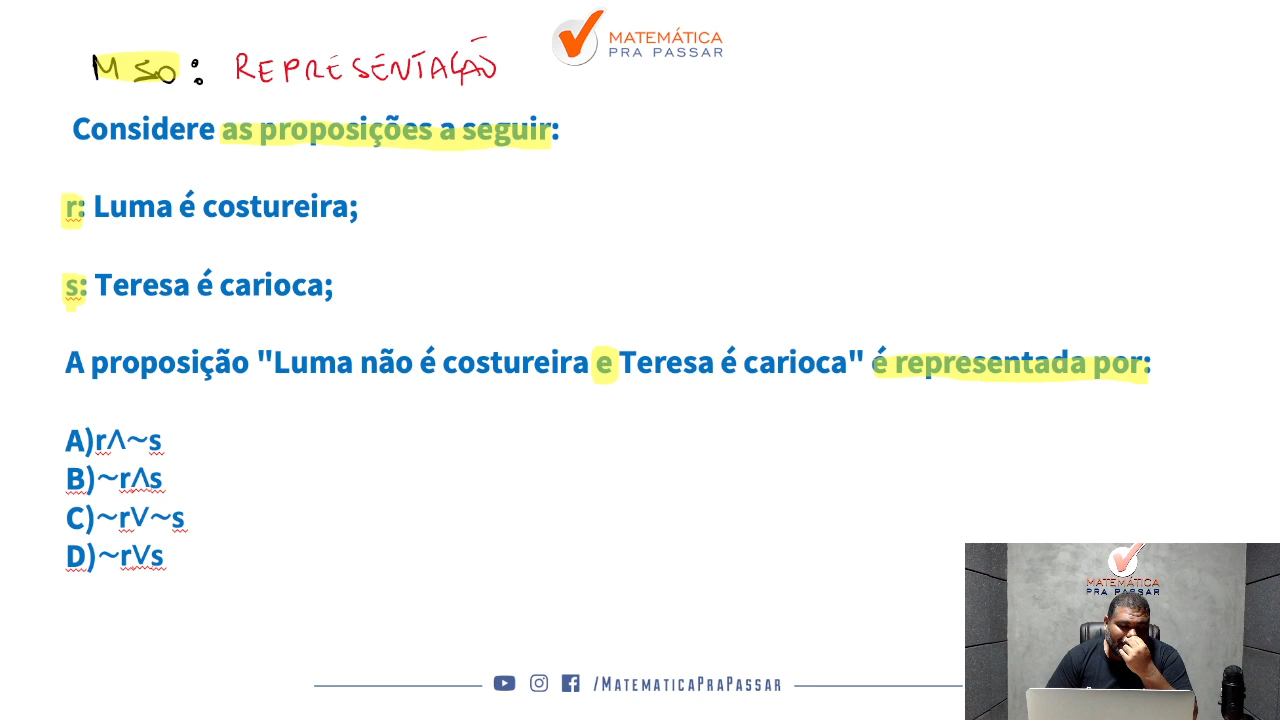 MATEMÁTICA
PRA PASSAR
MSO: REPRESENTAÇÃO
Considere as proposições a seguir:
r: Luma é costureira;
s: Teresa é carioca;
A proposição "Luma não é costureira e Teresa é carioca" é representada por:
A)r∧~s
B)~r∧s
C)~r∨~s
D)~r∨s
MATEMÁTICA
PRA PASSAR
/MATEMATICAPRAPASSAR